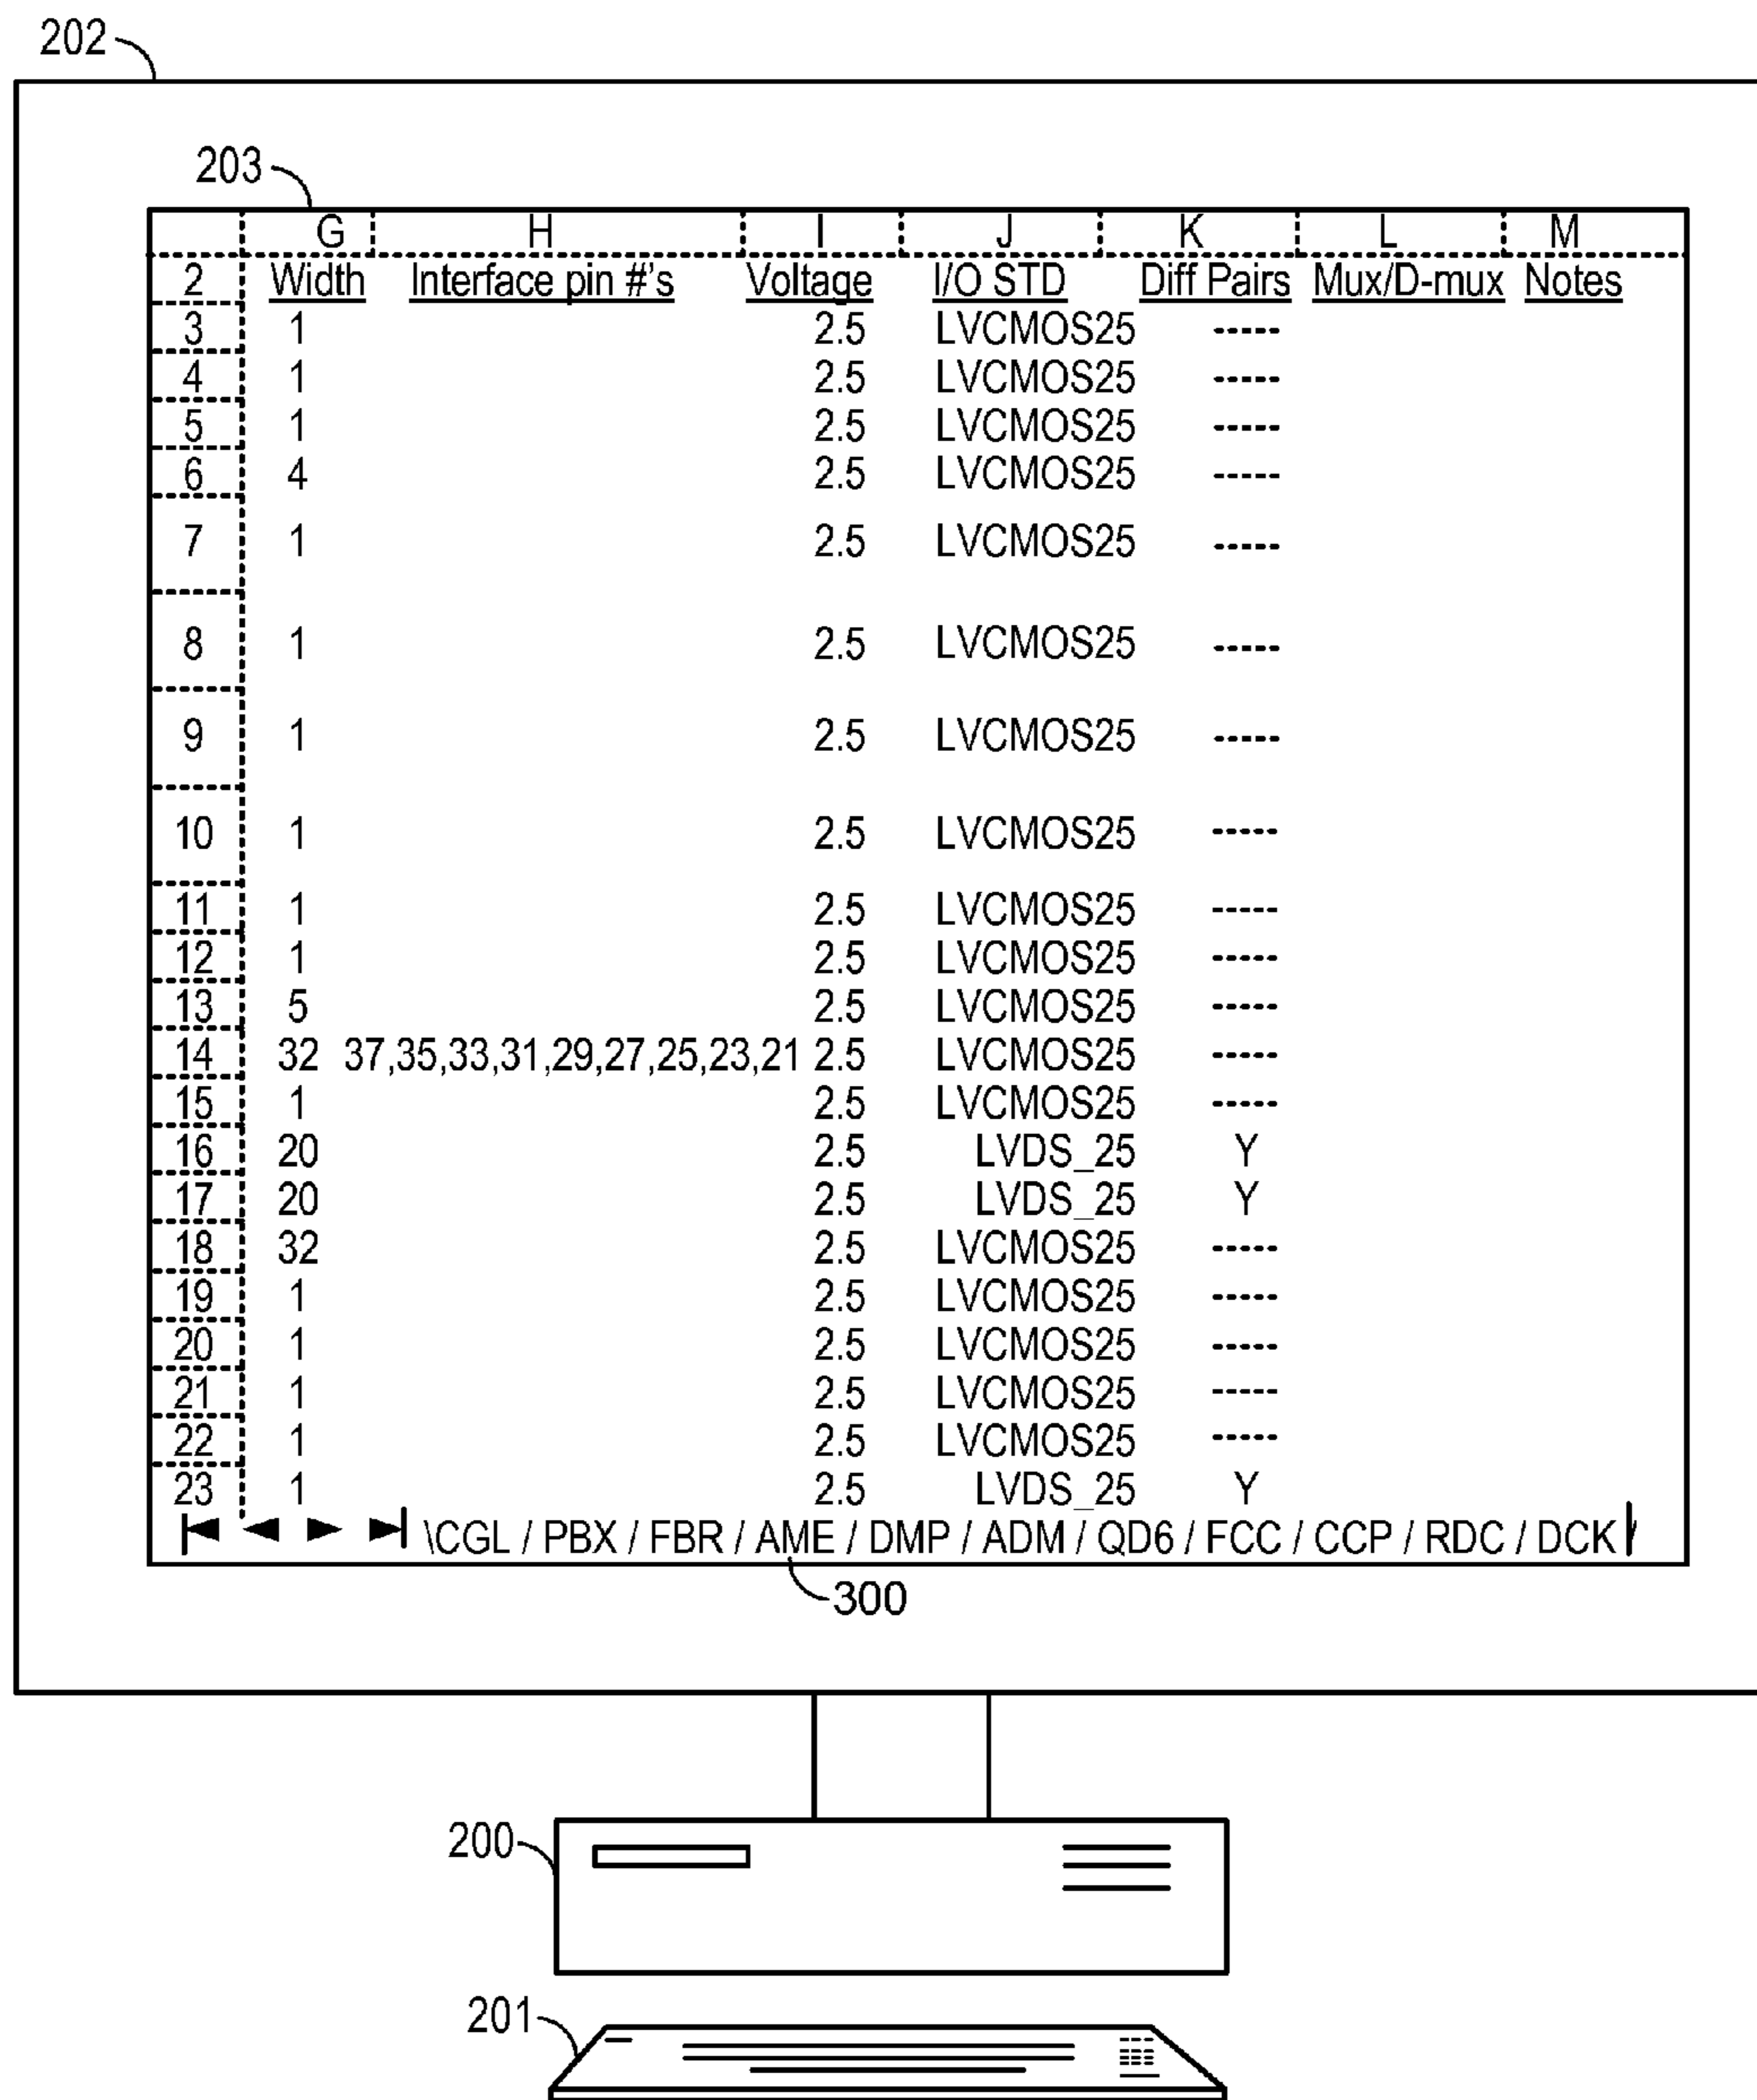 202
203
G H I J K L M
2 Width Interface pin #'s Voltage I/O STD Diff Pairs Mux/D-mux Notes
3 1 2.5 LVCMOS25 -----
4 1 2.5 LVCMOS25 -----
5 1 2.5 LVCMOS25 -----
6 4 2.5 LVCMOS25 -----
7 1 2.5 LVCMOS25 -----
8 1 2.5 LVCMOS25 -----
9 1 2.5 LVCMOS25 -----
10 1 2.5 LVCMOS25 -----
11 1 2.5 LVCMOS25 -----
12 1 2.5 LVCMOS25 -----
13 5 2.5 LVCMOS25 -----
14 32 37,35,33,31,29,27,25,23,21 2.5 LVCMOS25 -----
15 1 2.5 LVCMOS25 -----
16 20 2.5 LVDS_25 Y
17 20 2.5 LVDS_25 Y
18 32 2.5 LVCMOS25 -----
19 1 2.5 LVCMOS25 -----
20 1 2.5 LVCMOS25 -----
21 1 2.5 LVCMOS25 -----
22 1 2.5 LVCMOS25 -----
23 1 2.5 LVDS_25 Y
\CGL / PBX / FBR / AME / DMP / ADM / QD6 / FCC / CCP / RDC / DCK /
300
200
201